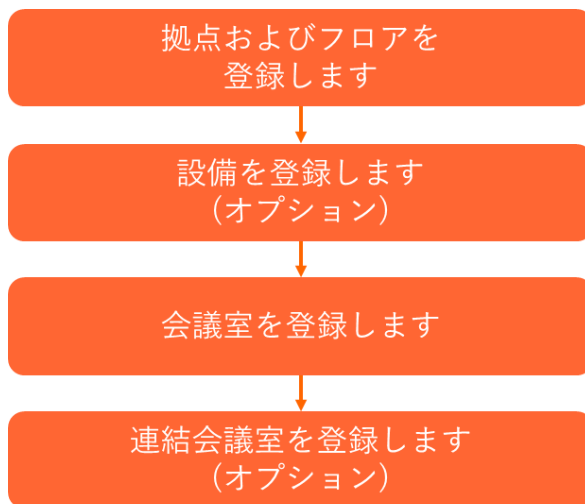 拠点およびフロアを
登録します
設備を登録します
（オプション）
会議室を登録します
連結会議室を登録します
（オプション）